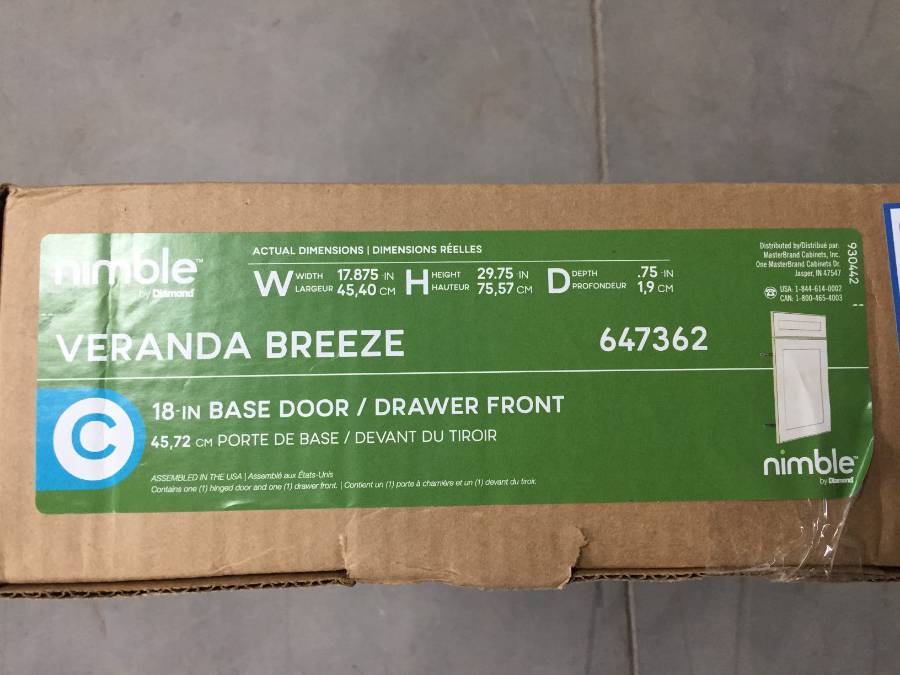 nimble™
by Diamond
ACTUAL DIMENSIONS | DIMENSIONS RÉELLES
W WIDTH 17.875 IN H HEIGHT 29.75 IN D DEPTH .75 IN
LARGEUR 45,40 CM HAUTEUR 75,57 CM PROFONDEUR 1,9 CM
Distributed by/Distribué par:
MasterBrand Cabinets, Inc.
One MasterBrand Cabinets Dr.
Jasper, IN 47547
USA: 1-844-614-0002
CAN: 1-800-465-4003
930442
VERANDA BREEZE
647362
C
18-IN BASE DOOR / DRAWER FRONT
45,72 CM PORTE DE BASE / DEVANT DU TIROIR
ASSEMBLED IN THE USA | Assemblé aux États-Unis
Contains one (1) hinged door and one (1) drawer front. | Contient un (1) porte à charnière et un (1) devant du tiroir.
nimble™
by Diamond